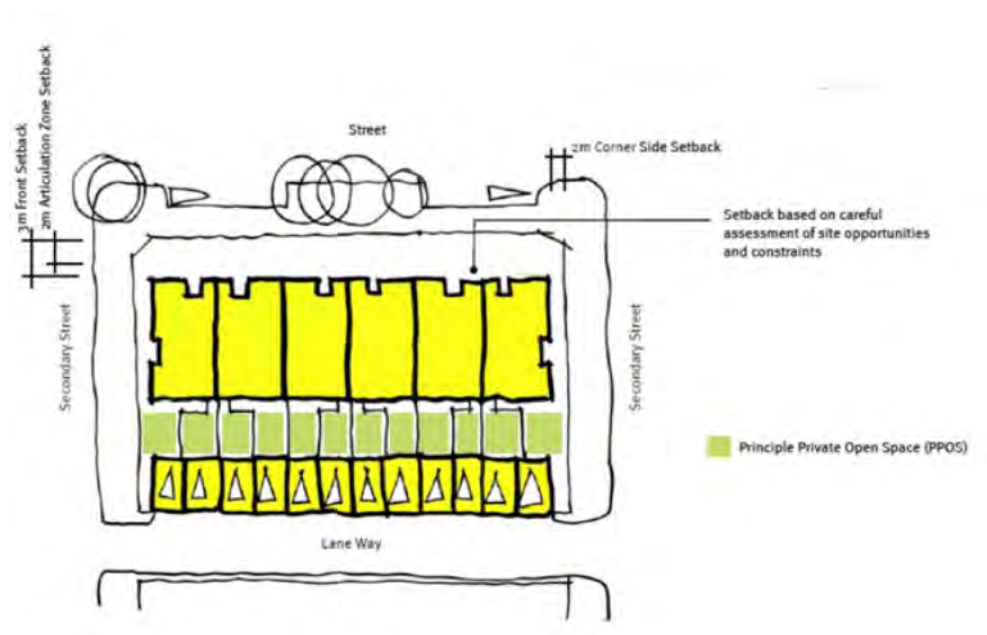 3m Front Setback
2m Articulation Zone Setback
Street
2m Corner Side Setback
Setback based on careful
assessment of site opportunities
and constraints
Secondary Street
Secondary Street
Principle Private Open Space (PPOS)
Lane Way